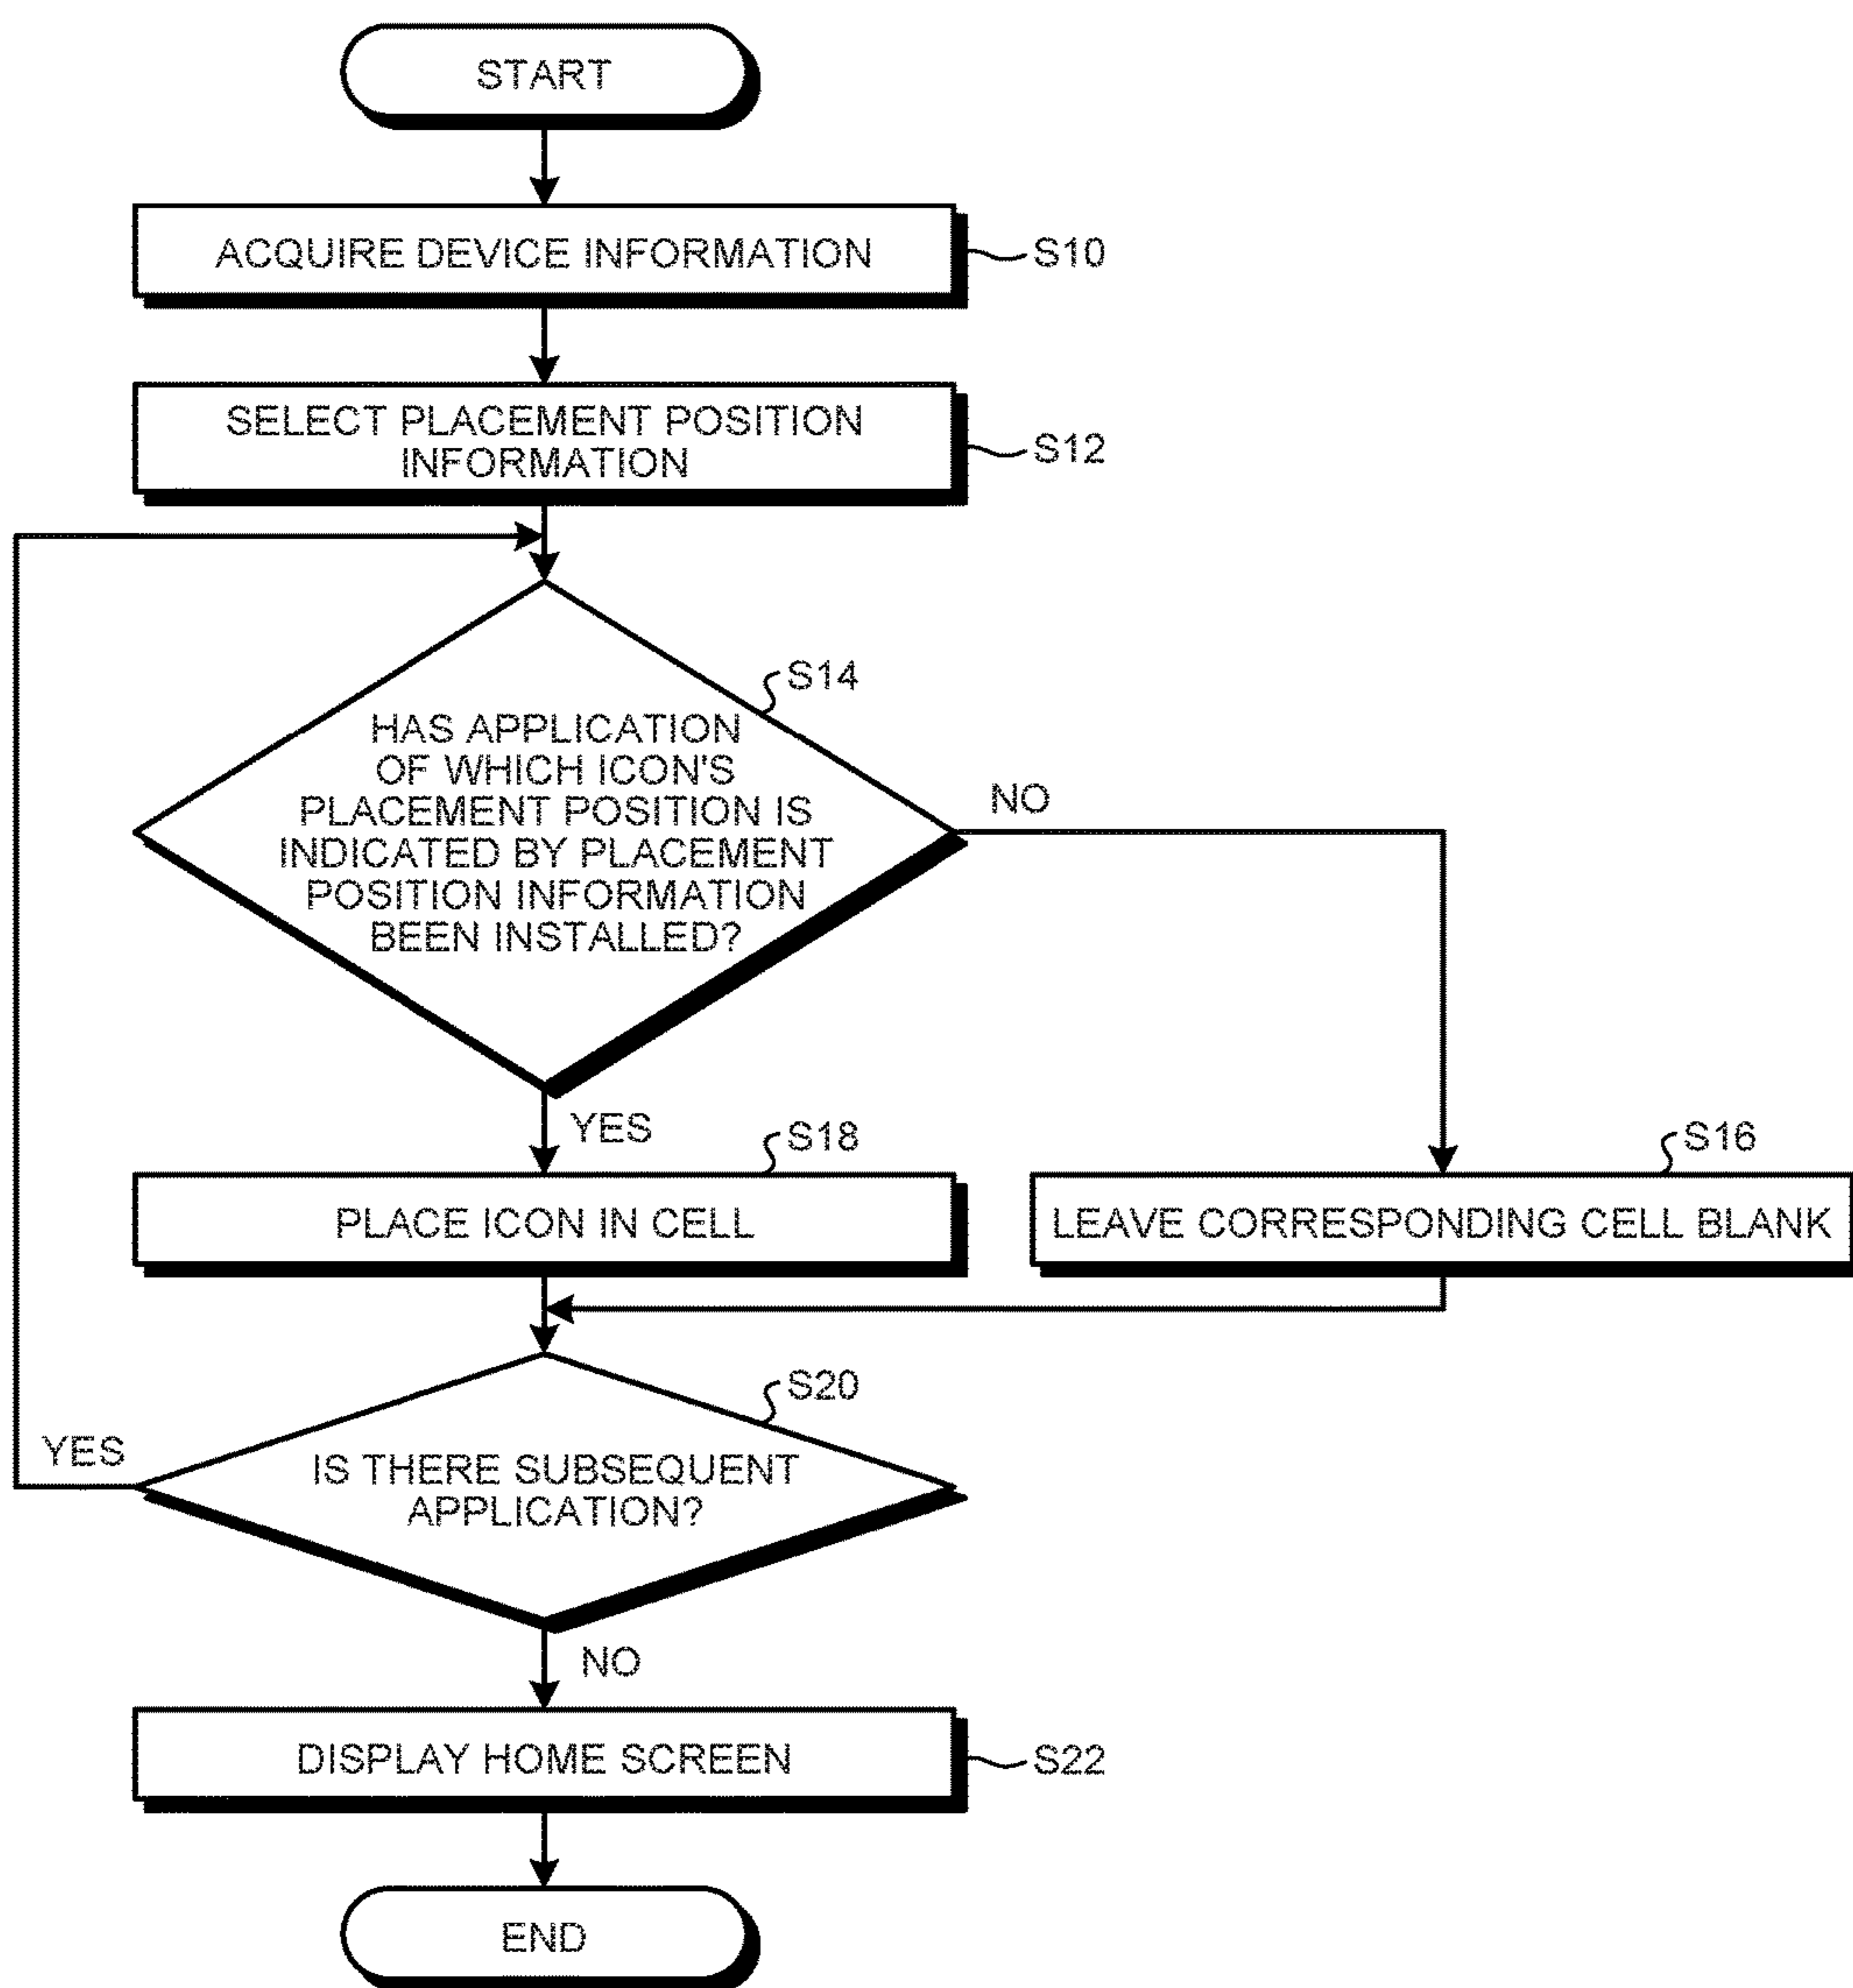 START
ACQUIRE DEVICE INFORMATION
S10
SELECT PLACEMENT POSITION
INFORMATION
S12
S14
HAS APPLICATION
OF WHICH ICON'S
PLACEMENT POSITION IS
INDICATED BY PLACEMENT
POSITION INFORMATION
BEEN INSTALLED?
NO
YES
S18
S16
PLACE ICON IN CELL
LEAVE CORRESPONDING CELL BLANK
S20
YES
IS THERE SUBSEQUENT
APPLICATION?
NO
DISPLAY HOME SCREEN
S22
END